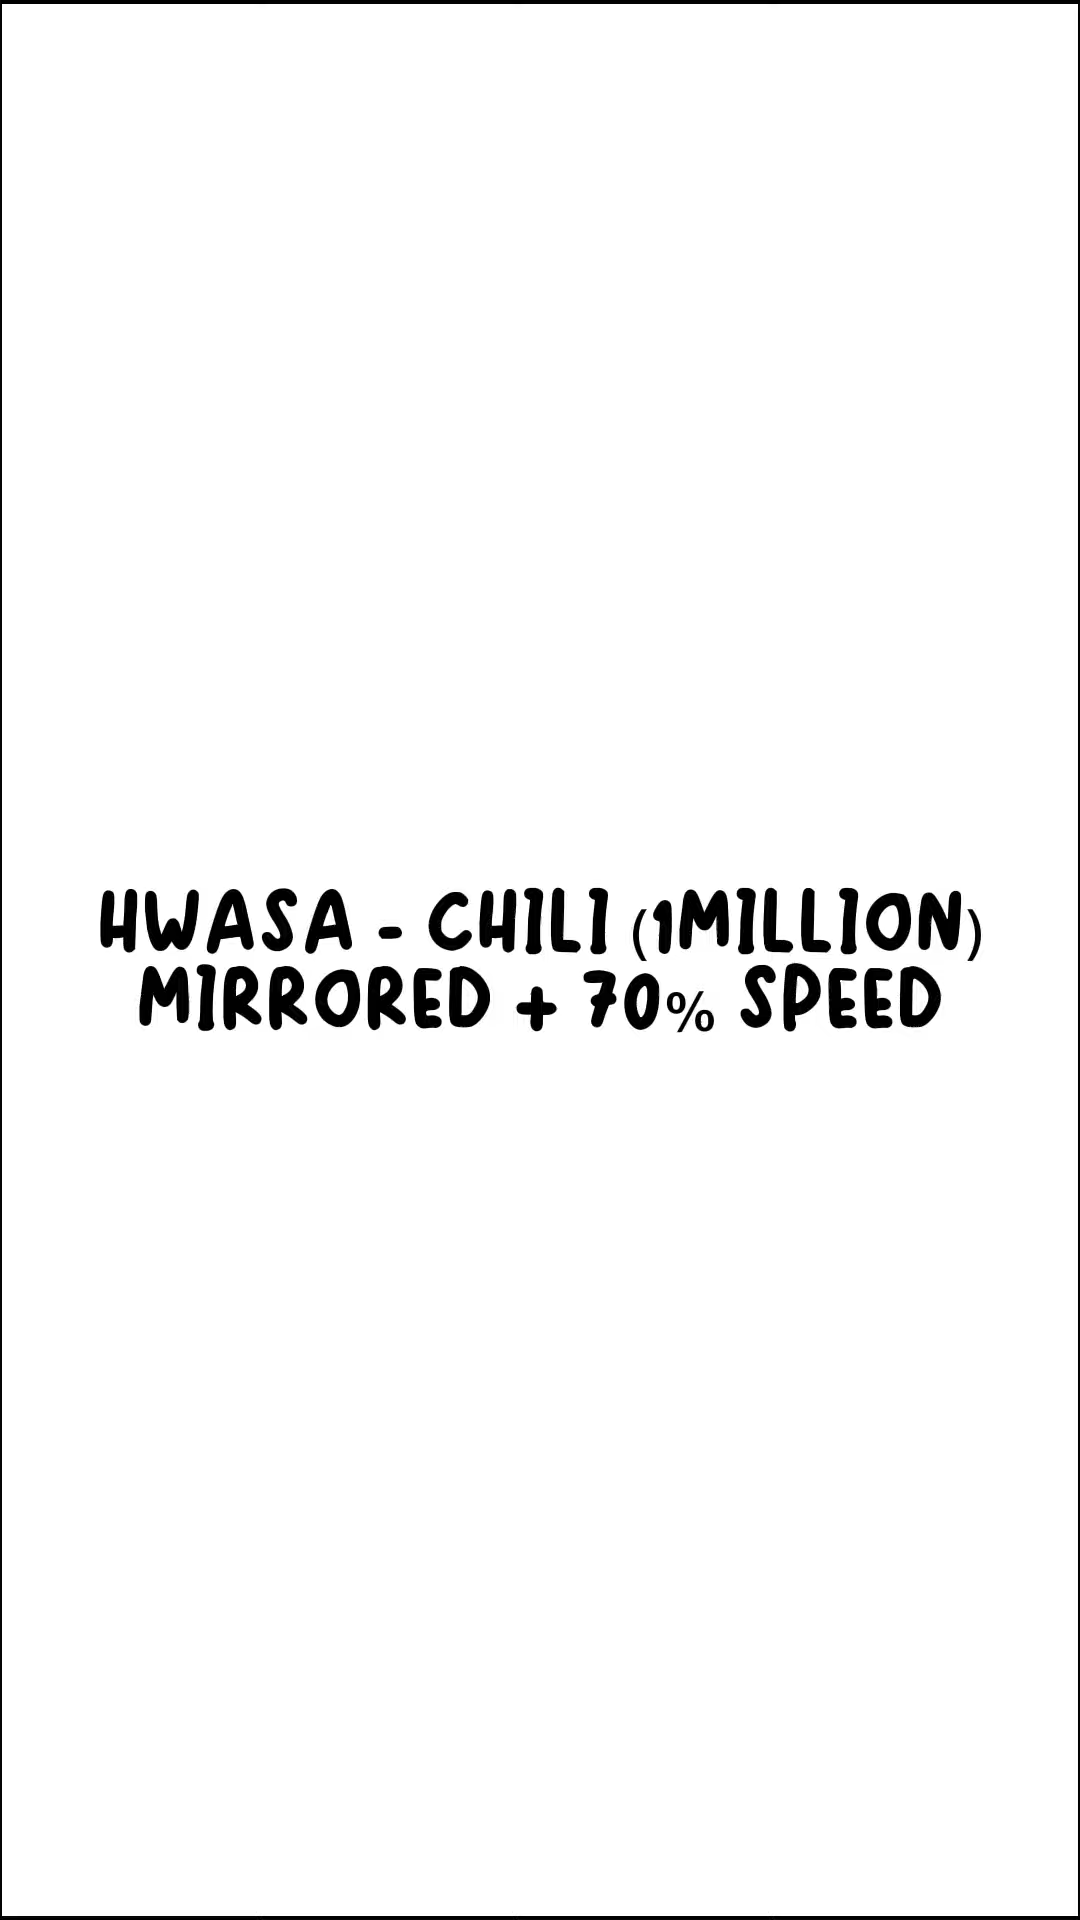 HWASA - CHILI (1MILLION)
MIRRORED + 70% SPEED